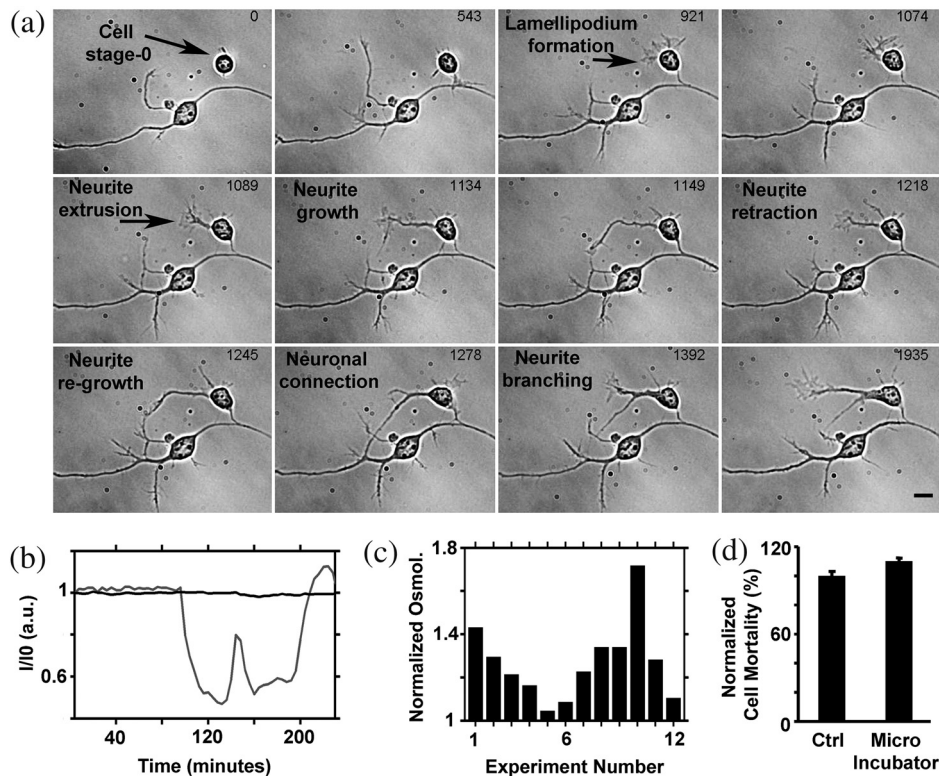 (a)
Cell
stage-0
0
543
Lamellipodium
formation
921
1074
Neurite
extrusion
1089
Neurite
growth
1134
1149
Neurite
retraction
1218
Neurite
re-growth
1245
Neuronal
connection
1278
Neurite
branching
1392
1935
(b)
I/I0 (a.u.)
1
0.6
40
120
200
Time (minutes)
(c)
Normalized Osmol.
1.8
1.4
1
1
6
12
Experiment Number
(d)
Normalized
Cell Mortality (%)
120
60
0
Ctrl
Micro
Incubator